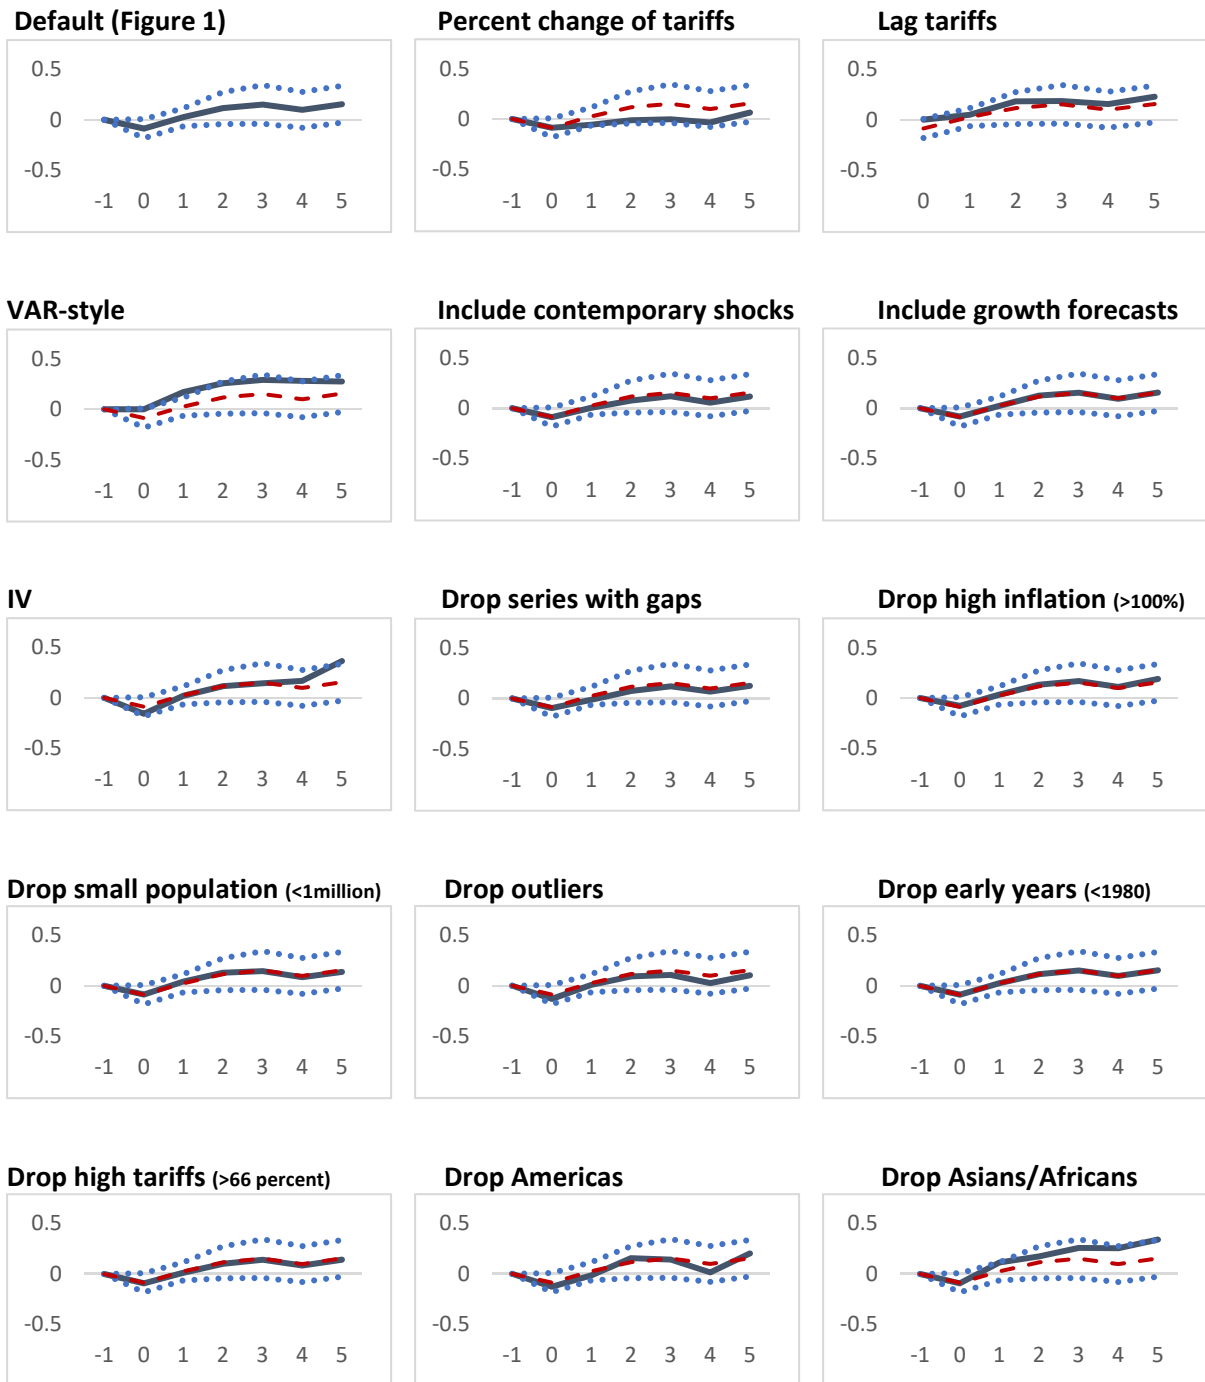 Default (Figure 1)
0.5
0
-0.5
-1 0 1 2 3 4 5
Percent change of tariffs
0.5
0
-0.5
-1 0 1 2 3 4 5
Lag tariffs
0.5
0
-0.5
0 1 2 3 4 5
VAR-style
0.5
0
-0.5
-1 0 1 2 3 4 5
Include contemporary shocks
0.5
0
-0.5
-1 0 1 2 3 4 5
Include growth forecasts
0.5
0
-0.5
-1 0 1 2 3 4 5
IV
0.5
0
-0.5
-1 0 1 2 3 4 5
Drop series with gaps
0.5
0
-0.5
-1 0 1 2 3 4 5
Drop high inflation (>100%)
0.5
0
-0.5
-1 0 1 2 3 4 5
Drop small population (<1million)
0.5
0
-0.5
-1 0 1 2 3 4 5
Drop outliers
0.5
0
-0.5
-1 0 1 2 3 4 5
Drop early years (<1980)
0.5
0
-0.5
-1 0 1 2 3 4 5
Drop high tariffs (>66 percent)
0.5
0
-0.5
-1 0 1 2 3 4 5
Drop Americas
0.5
0
-0.5
-1 0 1 2 3 4 5
Drop Asians/Africans
0.5
0
-0.5
-1 0 1 2 3 4 5